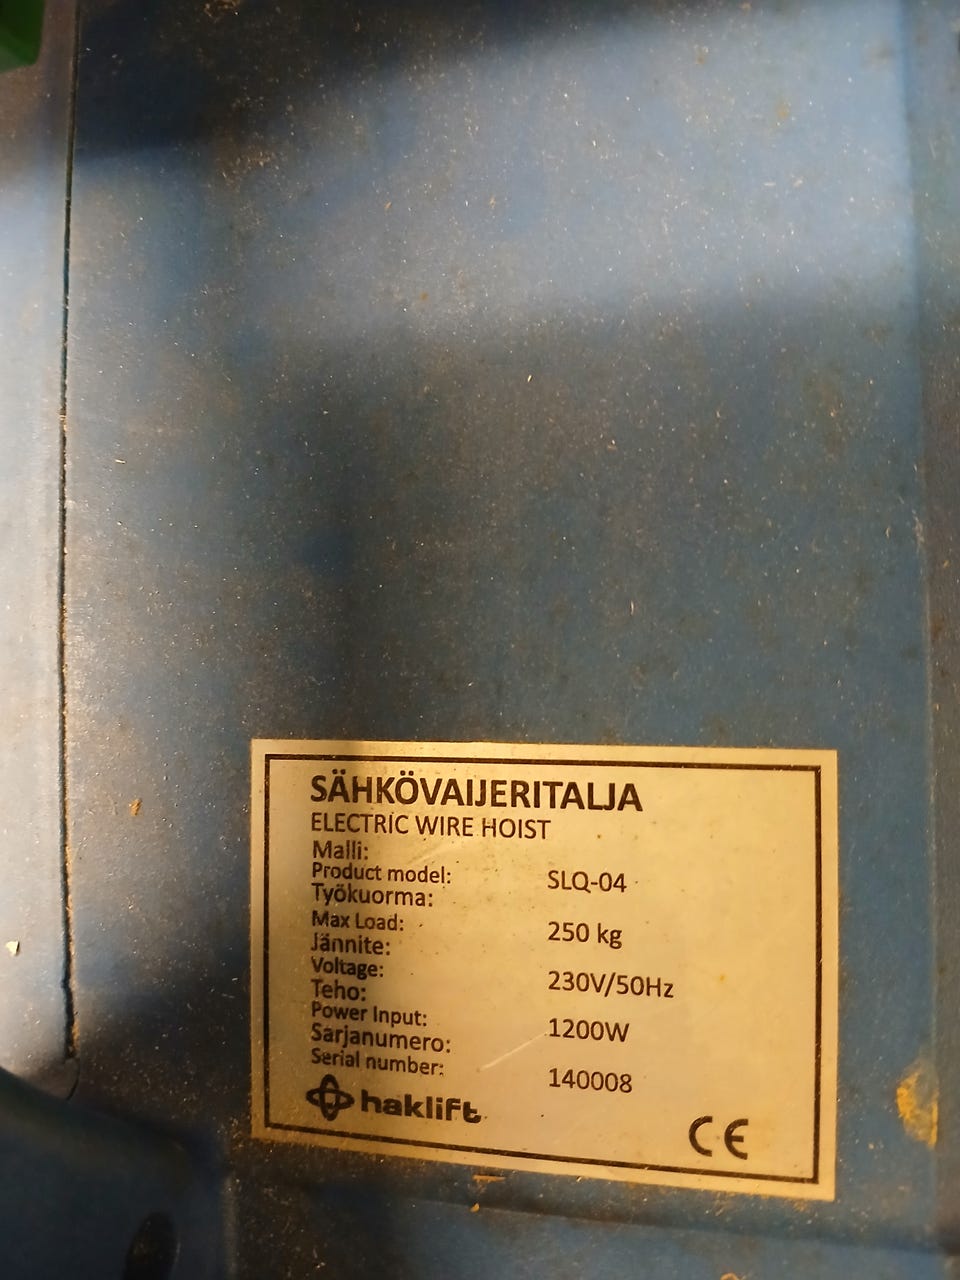 SÄHKÖVAIJERITALJA
ELECTRIC WIRE HOIST
Malli:
Product model: SLQ-04
Työkuorma:
Max Load: 250 kg
Jännite:
Voltage: 230V/50Hz
Teho:
Power Input: 1200W
Sarjanumero:
Serial number: 140008
haklift
CE